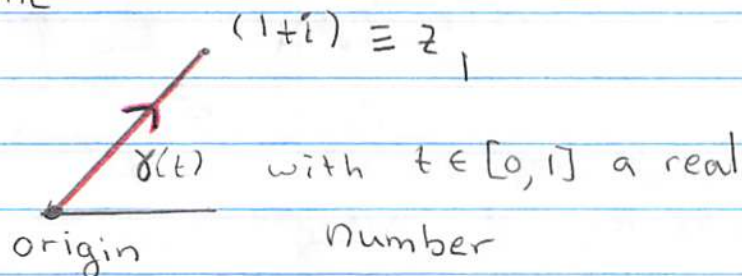 (1+i) ≡ z₁
γ(t) with t ∈ [0,1] a real
origin number